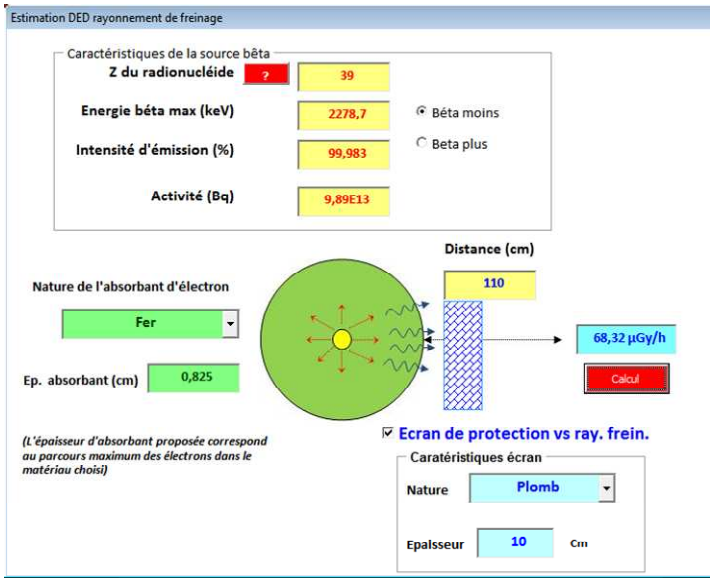 Estimation DED rayonnement de freinage
Caractéristiques de la source bêta
Z du radionucléide ? 39
Energie béta max (keV) 2278,7 Béta moins
Intensité d'émission (%) 99,983 Beta plus
Activité (Bq) 9,89E13
Distance (cm)
110
Nature de l'absorbant d'électron
Fer
68,32 µGy/h
Ep. absorbant (cm) 0,825
Calcul
(L'épaisseur d'absorbant proposée correspond
au parcours maximum des électrons dans le
matériau choisi)
Ecran de protection vs ray. frein.
Caratéristiques écran
Nature Plomb
Epaisseur 10 Cm